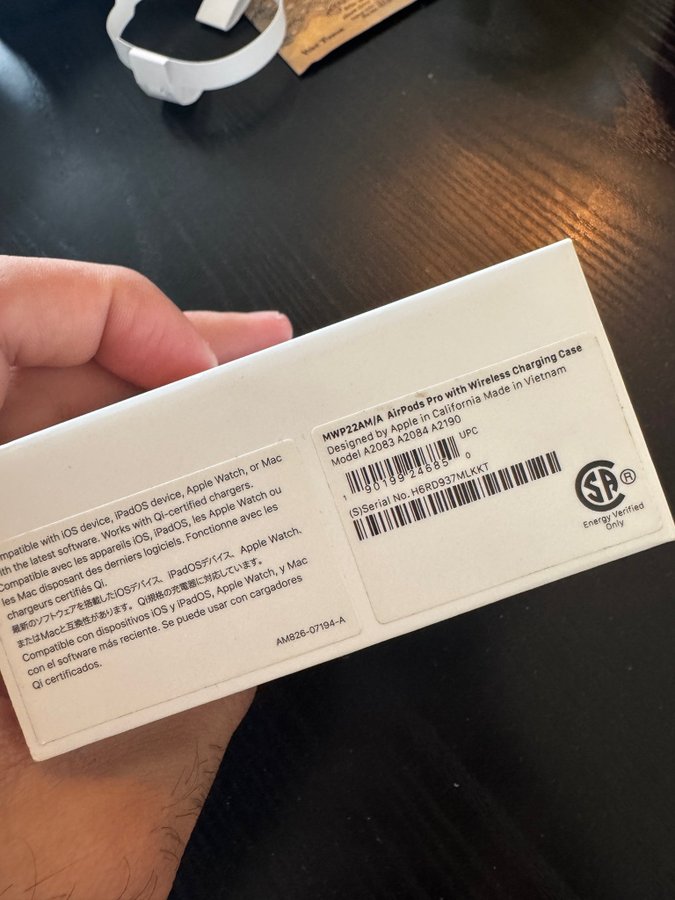 Your Total
mpatible with iOS device, iPadOS device, Apple Watch, or Mac
th the latest software. Works with Qi-certified chargers.
Compatible avec les appareils iOS, iPadOS, les Apple Watch ou
les Mac disposant des derniers logiciels. Fonctionne avec les
chargeurs certifiés Qi.
最新のソフトウェアを搭載したiOSデバイス、iPadOSデバイス、Apple Watch、
またはMacと互換性があります。Qi規格の充電器に対応しています。
Compatible con dispositivos iOS y iPadOS, Apple Watch, y Mac
con el software más reciente. Se puede usar con cargadores
Qi certificados.
AM826-07194-A
MWP22AM/A AirPods Pro with Wireless Charging Case
Designed by Apple in California Made in Vietnam
Model A2083 A2084 A2190
UPC
1 90199 24685 0
(S)Serial No. H6RD937MLKKT
SA ®
Energy Verified
Only